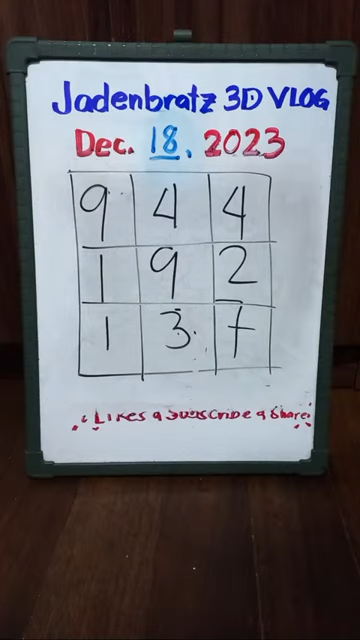 Jadenbratz 3D VLOG
Dec. 18, 2023
9 4 4
1 9 2
1 3 7
Likes & Subscribe & Share